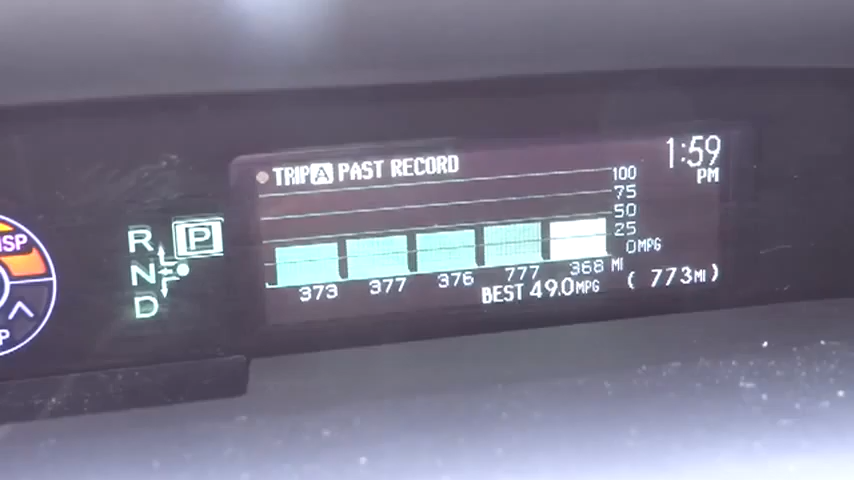 TRIP A PAST RECORD
1:59
PM
100
75
50
25
0MPG
373 377 376 777 368 MI
BEST 49.0MPG ( 773MI )
R P
N
D